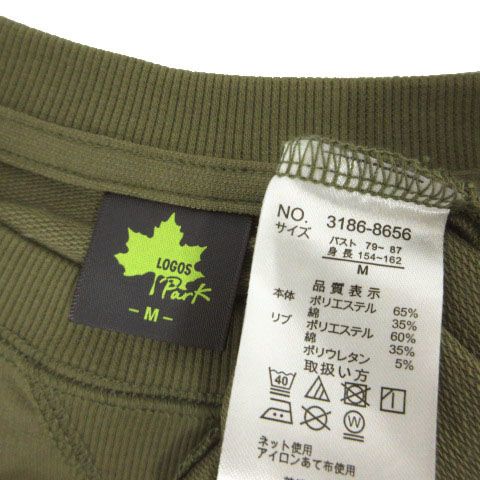 LOGOS
Park
- M -
NO. 3186-8656
サイズ バスト 79~ 87
身長 154~162
M
品質表示
本体 ポリエステル 65%
綿 35%
リブ ポリエステル 60%
綿 35%
ポリウレタン 5%
取扱い方
40
W
ネット使用
アイロンあて布使用